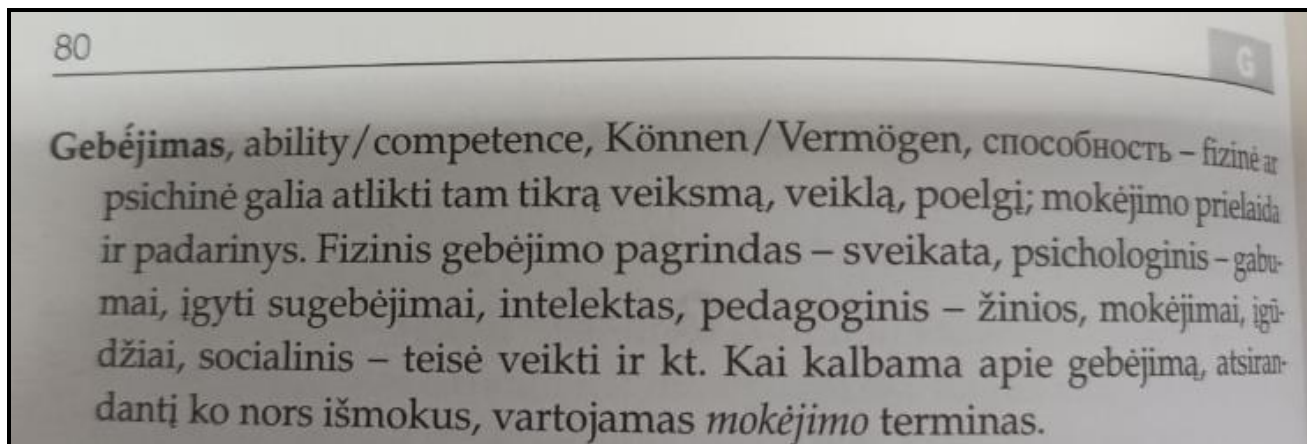 80
G
Gebė́jimas, ability/competence, Können/Vermögen, способность – fizinė ar
psichinė galia atlikti tam tikrą veiksmą, veiklą, poelgį; mokėjimo prielaida
ir padarinys. Fizinis gebėjimo pagrindas – sveikata, psichologinis – gabu-
mai, įgyti sugebėjimai, intelektas, pedagoginis – žinios, mokėjimai, įgū-
džiai, socialinis – teisė veikti ir kt. Kai kalbama apie gebėjimą, atsiran-
dantį ko nors išmokus, vartojamas mokėjimo terminas.